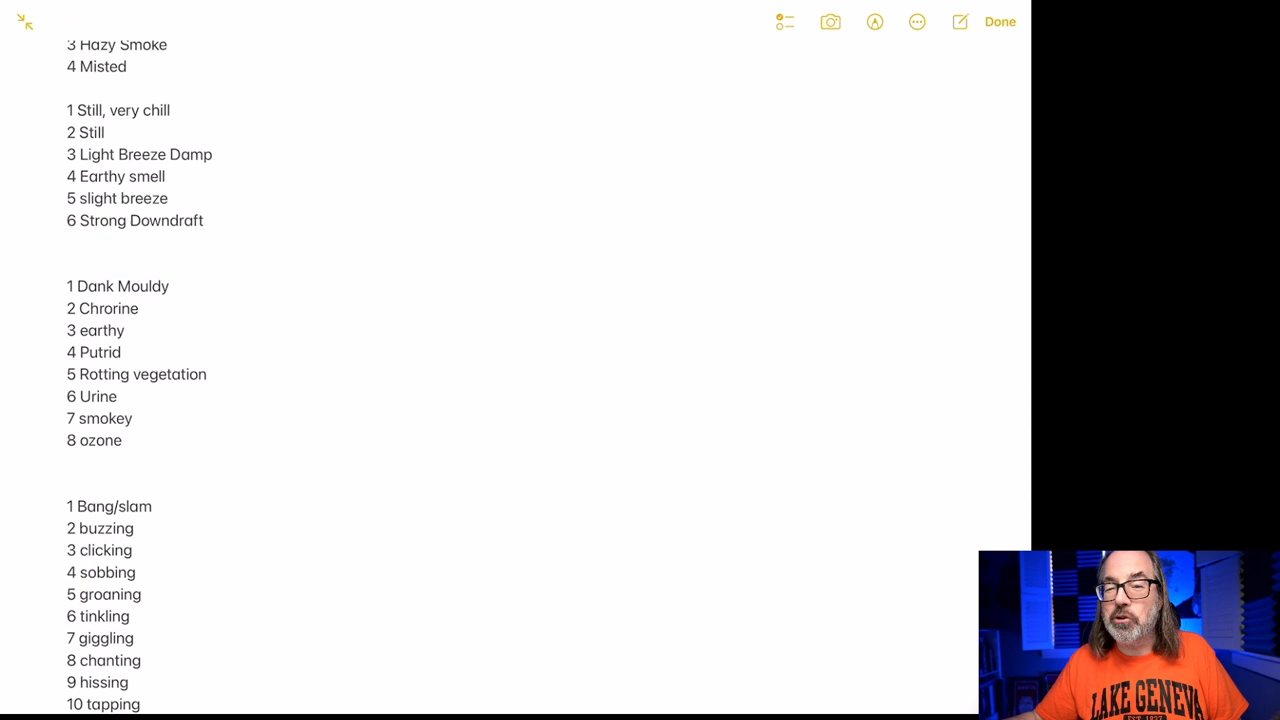 Done
3 Hazy Smoke
4 Misted
1 Still, very chill
2 Still
3 Light Breeze Damp
4 Earthy smell
5 slight breeze
6 Strong Downdraft
1 Dank Mouldy
2 Chrorine
3 earthy
4 Putrid
5 Rotting vegetation
6 Urine
7 smokey
8 ozone
1 Bang/slam
2 buzzing
3 clicking
4 sobbing
5 groaning
6 tinkling
7 giggling
8 chanting
9 hissing
10 tapping
LAKE GENEVA